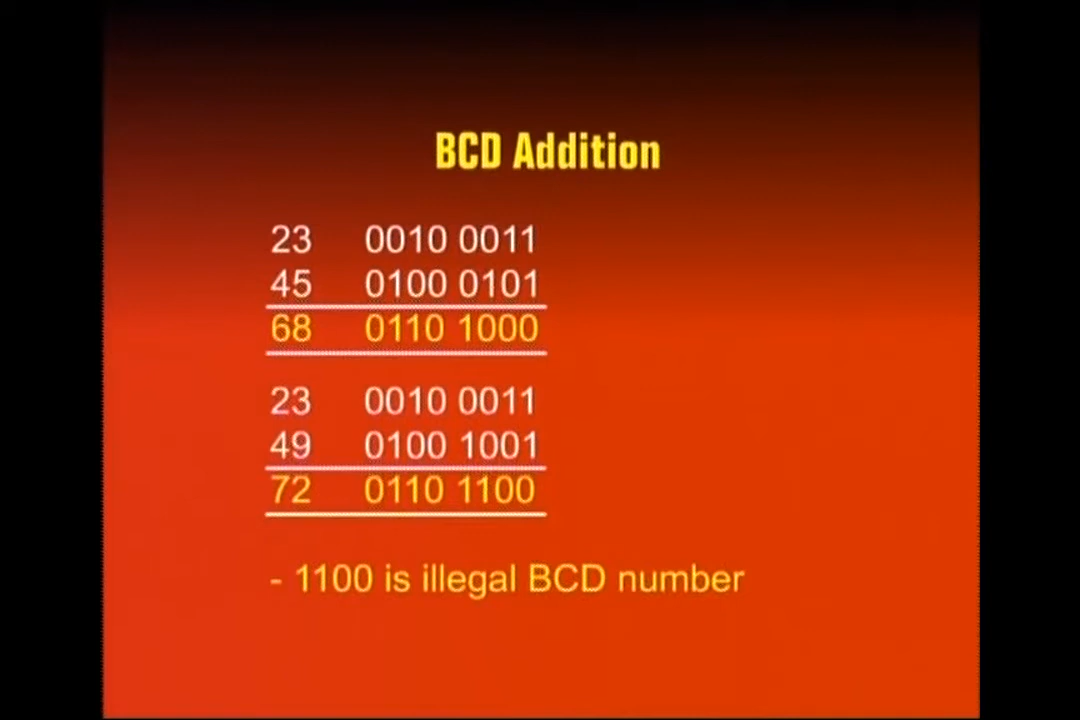 BCD Addition
23 0010 0011
45 0100 0101
68 0110 1000
23 0010 0011
49 0100 1001
72 0110 1100
- 1100 is illegal BCD number